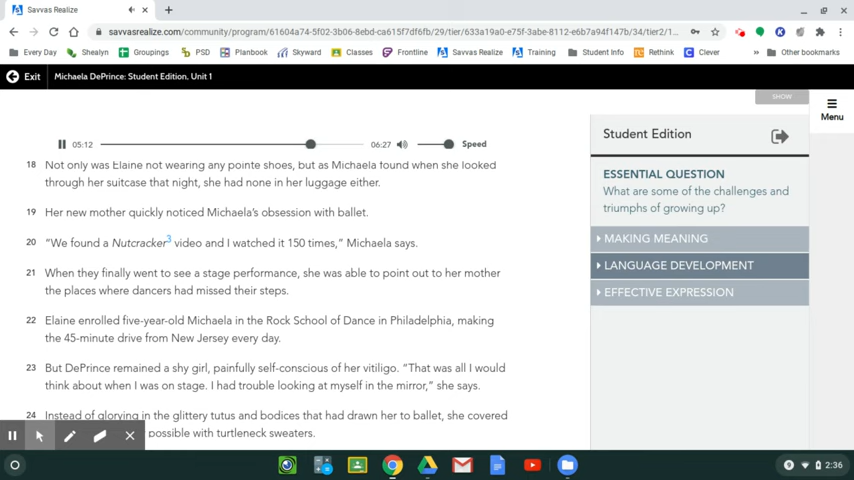 Savvas Realize
savvasrealize.com/community/program/61604a74-5f02-3b06-8ebd-ca615f7d6fb/29/tier/633a19a0-e75f-3abe-8112-e6b7a94f147b/34/tier2/1...
Every Day
Shealyn
Groupings
PSD
Planbook
Skyward
Classes
Frontline
Savvas Realize
Training
Student Info
Rethink
Clever
»
Other bookmarks
Exit
Michaela DePrince: Student Edition. Unit 1
SHOW
Menu
05:12
06:27
Speed
18 Not only was Elaine not wearing any pointe shoes, but as Michaela found when she looked
through her suitcase that night, she had none in her luggage either.
19 Her new mother quickly noticed Michaela's obsession with ballet.
20 "We found a Nutcracker3 video and I watched it 150 times," Michaela says.
21 When they finally went to see a stage performance, she was able to point out to her mother
the places where dancers had missed their steps.
22 Elaine enrolled five-year-old Michaela in the Rock School of Dance in Philadelphia, making
the 45-minute drive from New Jersey every day.
23 But DePrince remained a shy girl, painfully self-conscious of her vitiligo. "That was all I would
think about when I was on stage. I had trouble looking at myself in the mirror," she says.
24 Instead of glorying in the glittery tutus and bodices that had drawn her to ballet, she covered
possible with turtleneck sweaters.
Student Edition
ESSENTIAL QUESTION
What are some of the challenges and
triumphs of growing up?
MAKING MEANING
LANGUAGE DEVELOPMENT
EFFECTIVE EXPRESSION
2:36